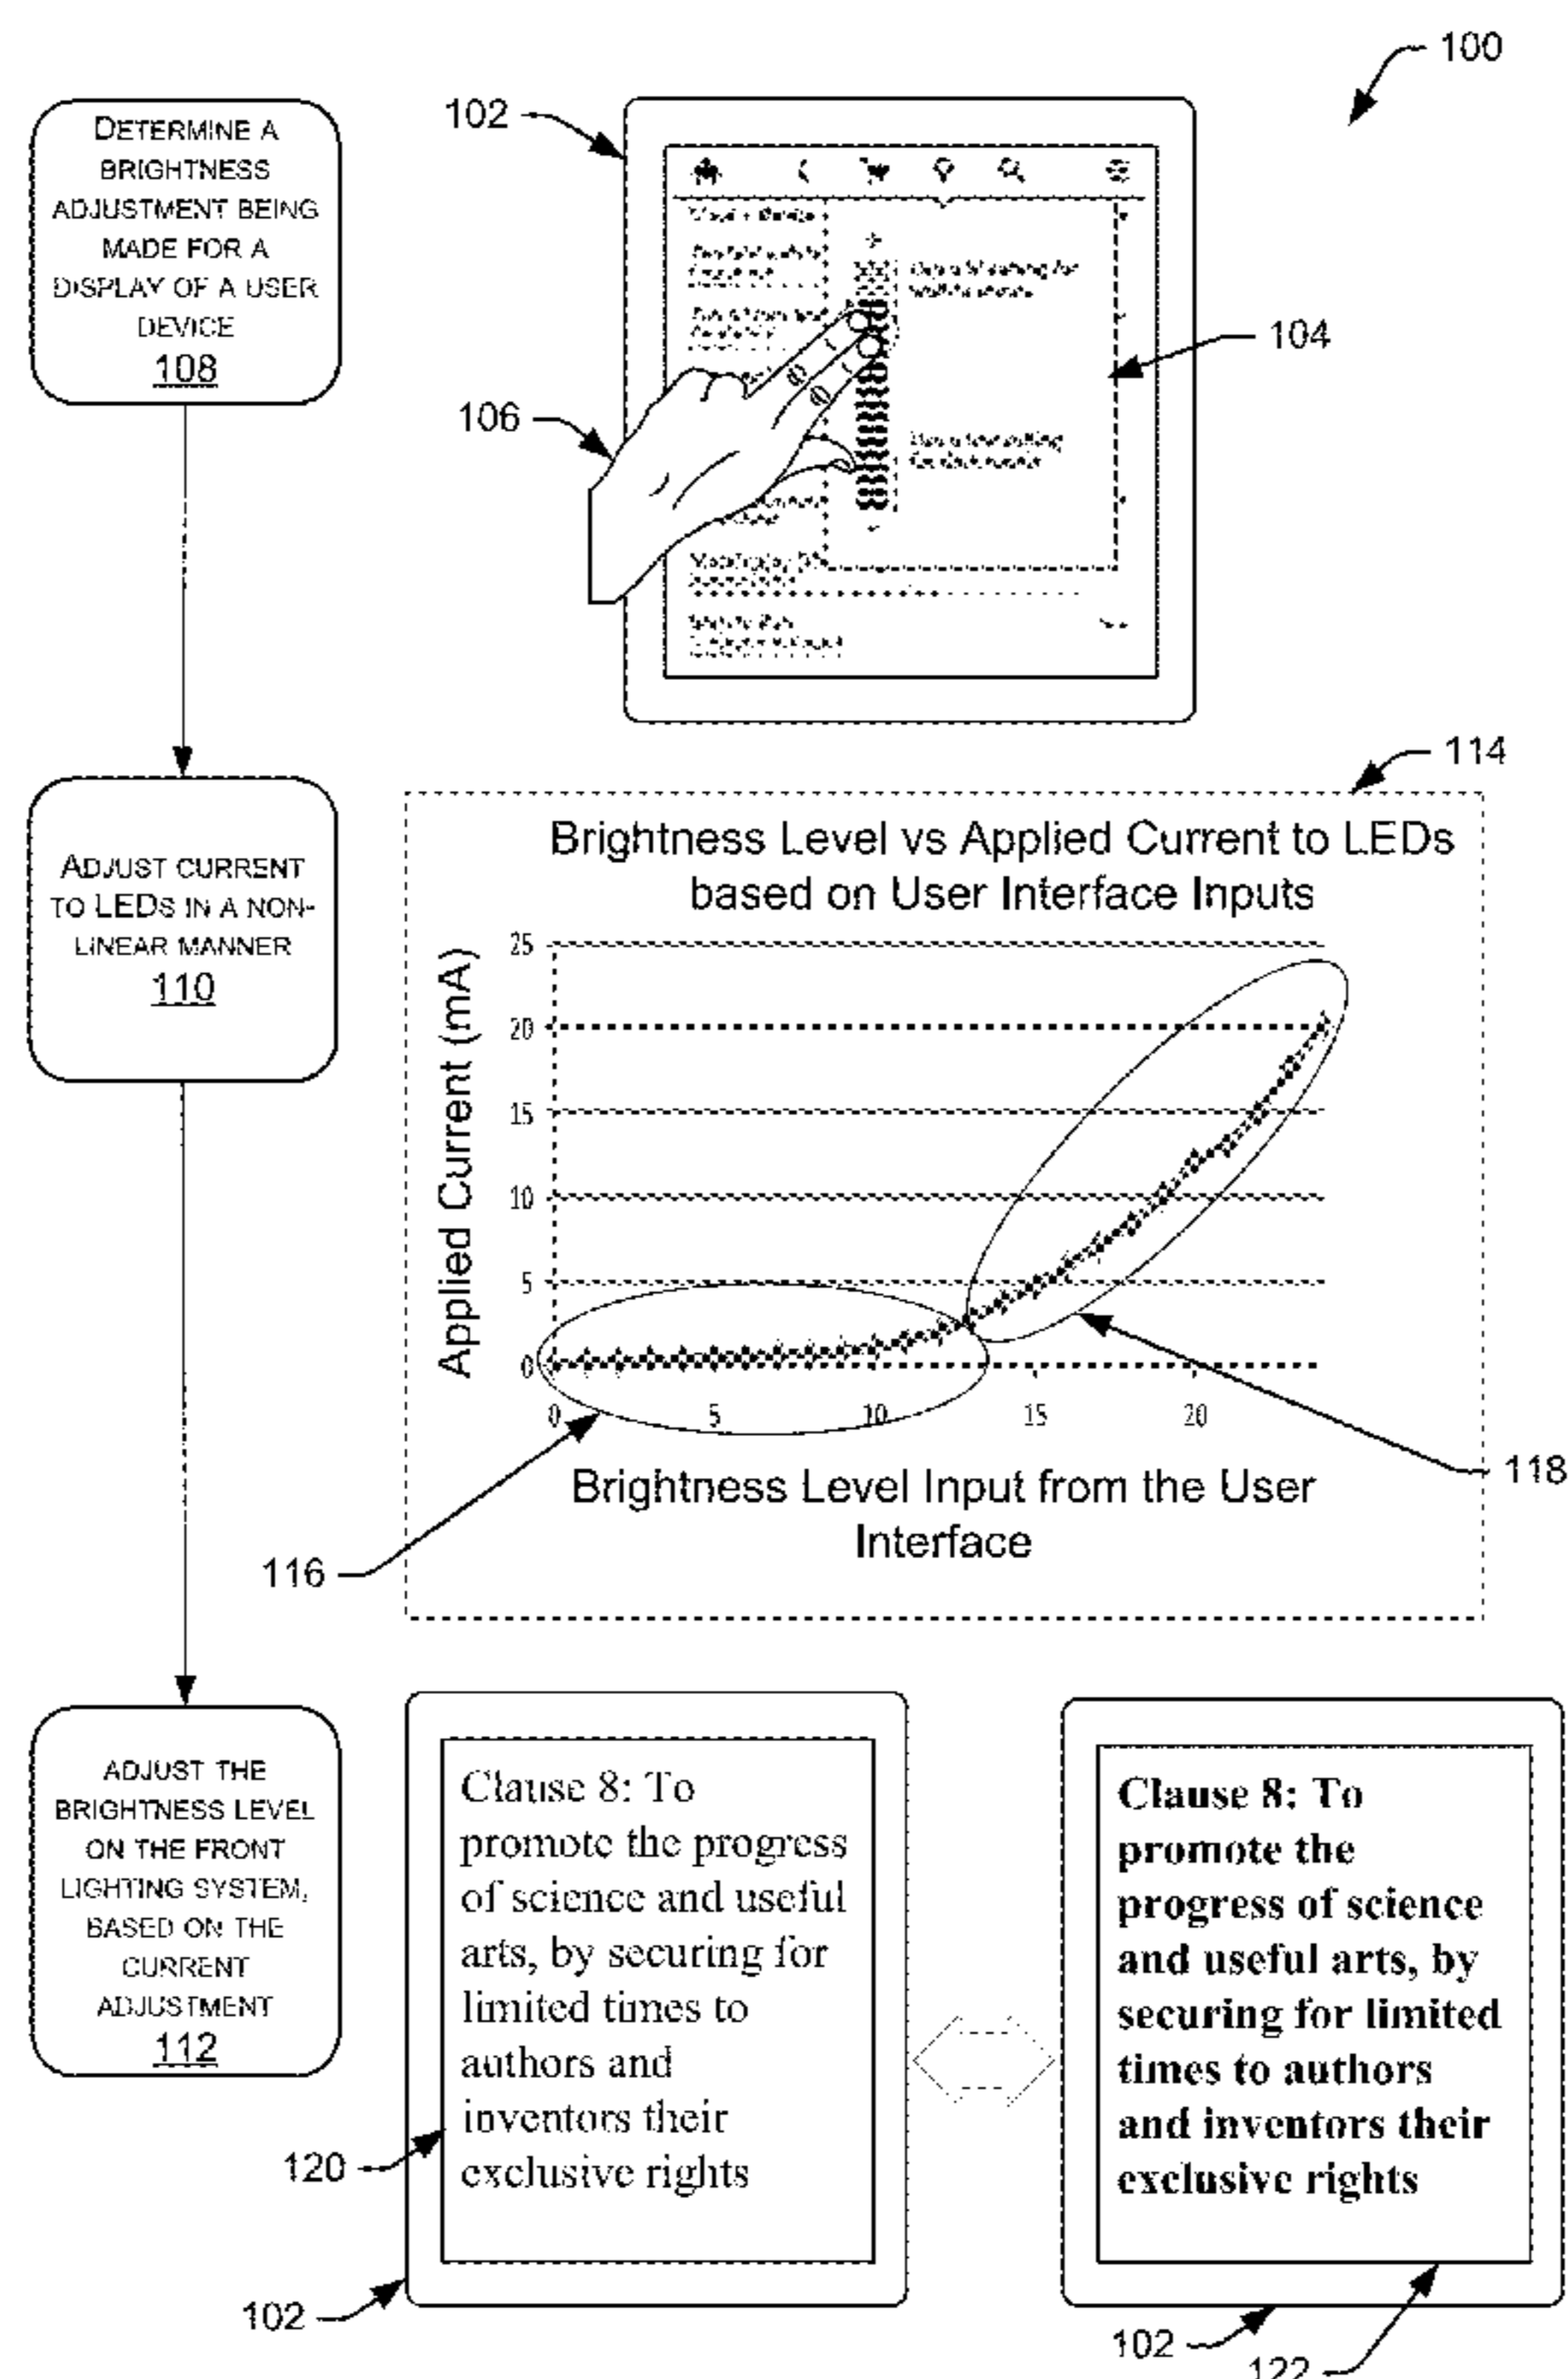 100
DETERMINE A
BRIGHTNESS
ADJUSTMENT BEING
MADE FOR A
DISPLAY OF A USER
DEVICE
108
102
104
106
114
ADJUST CURRENT
TO LEDS IN A NON-
LINEAR MANNER
110
Brightness Level vs Applied Current to LEDs
based on User Interface Inputs
Applied Current (mA)
25
20
15
10
5
0
0 5 10 15 20
Brightness Level Input from the User
Interface
116
118
ADJUST THE
BRIGHTNESS LEVEL
ON THE FRONT
LIGHTING SYSTEM,
BASED ON THE
CURRENT
ADJUSTMENT
112
Clause 8: To
promote the progress
of science and useful
arts, by securing for
limited times to
authors and
inventors their
exclusive rights
120
102
Clause 8: To
promote the
progress of science
and useful arts, by
securing for limited
times to authors
and inventors their
exclusive rights
102
122